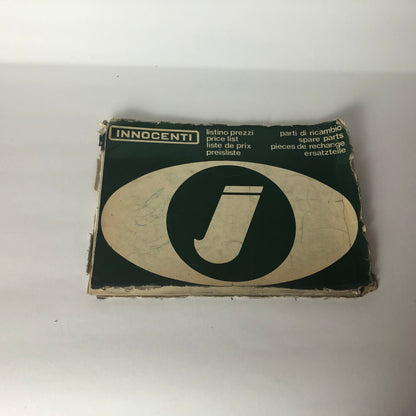 INNOCENTI
listino prezzi
price list
liste de prix
preisliste
parti di ricambio
spare parts
pieces de rechange
ersatzteile
j